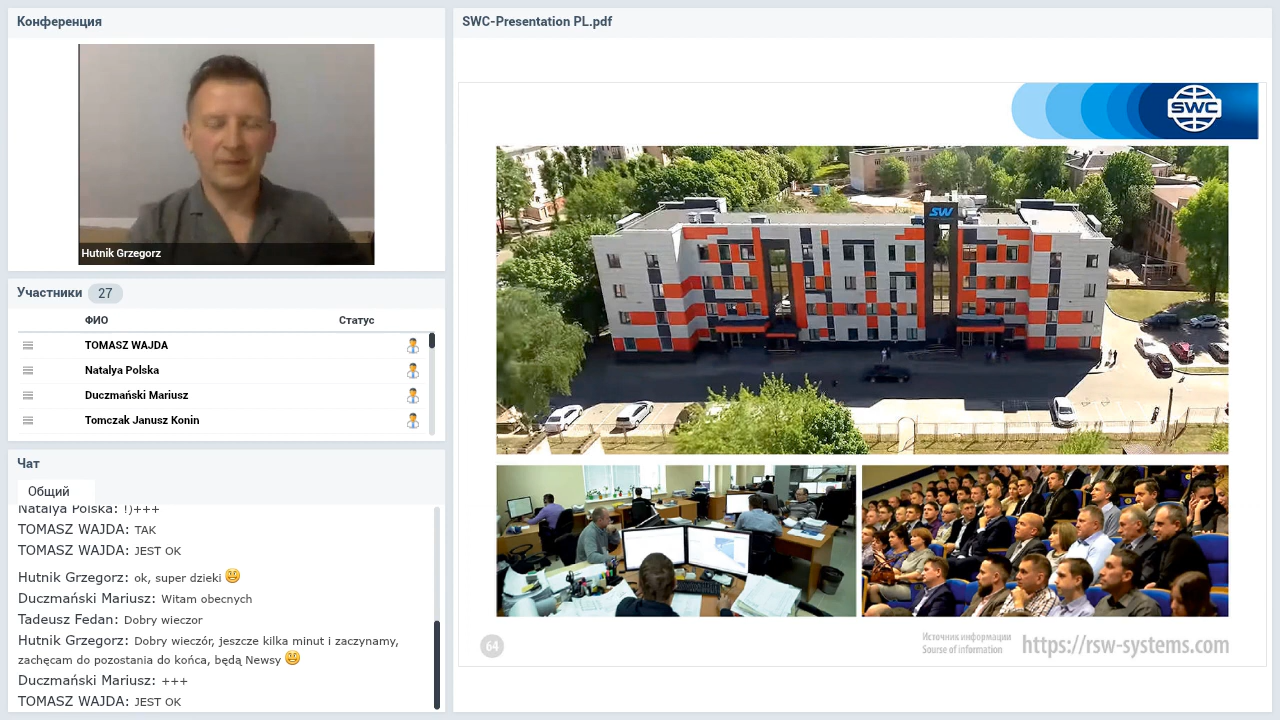 Конференция
Hutnik Grzegorz
Участники 27
ФИО Статус
TOMASZ WAJDA
Natalya Polska
Duczmański Mariusz
Tomczak Janusz Konin
Чат
Общий
Natalya Polska: !)+++
TOMASZ WAJDA: TAK
TOMASZ WAJDA: JEST OK
Hutnik Grzegorz: ok, super dzieki
Duczmański Mariusz: Witam obecnych
Tadeusz Fedan: Dobry wieczor
Hutnik Grzegorz: Dobry wieczór, jeszcze kilka minut i zaczynamy,
zachęcam do pozostania do końca, będą Newsy
Duczmański Mariusz: +++
TOMASZ WAJDA: JEST OK
SWC-Presentation PL.pdf
SWC
SW
64
Источник информации
Sourse of information
https://rsw-systems.com